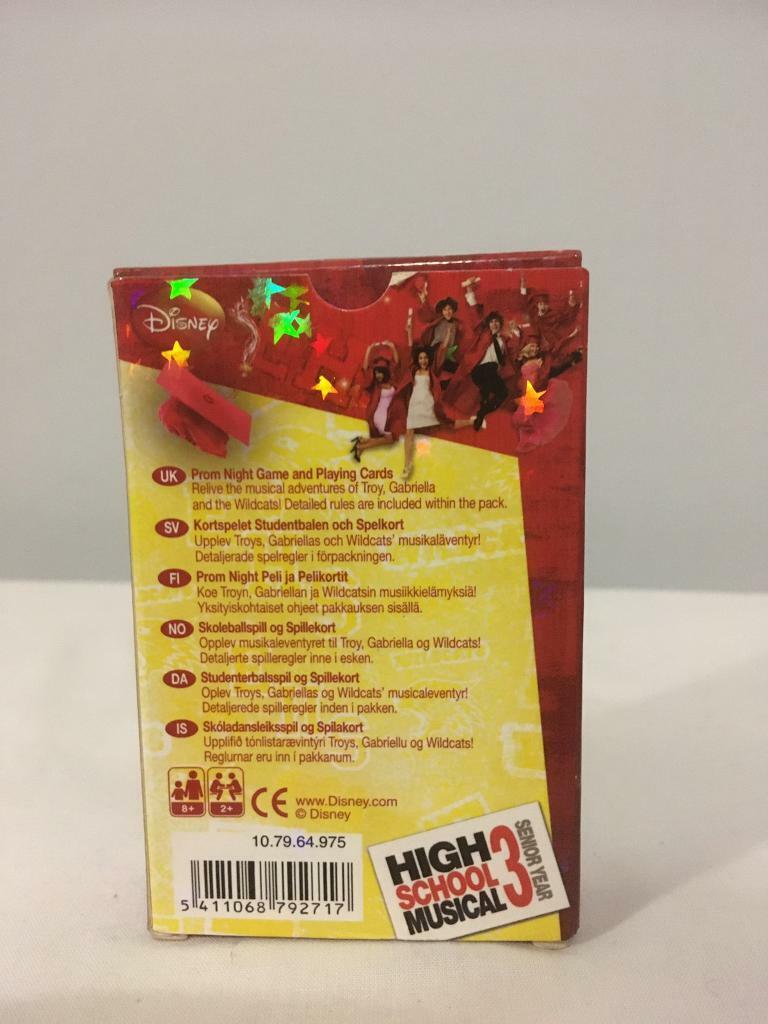 Disney
UK Prom Night Game and Playing Cards
Relive the musical adventures of Troy, Gabriella
and the Wildcats! Detailed rules are included within the pack.
SV Kortspelet Studentbalen och Spelkort
Upplev Troys, Gabriellas och Wildcats' musikaläventyr!
Detaljerade spelregler i förpackningen.
FI Prom Night Peli ja Pelikortit
Koe Troyn, Gabriellan ja Wildcatsin musiikkielämyksiä!
Yksityiskohtaiset ohjeet pakkauksen sisällä.
NO Skoleballspill og Spillekort
Opplev musikaleventyret til Troy, Gabriella og Wildcats!
Detaljerte spilleregler inne i esken.
DA Studenterbalsspil og Spillekort
Oplev Troys, Gabriellas og Wildcats' musicaleventyr!
Detaljerede spilleregler inden i pakken.
IS Skóladansleiksspil og Spilakort
Upplifið tónlistarævintýri Troys, Gabriellu og Wildcats!
Reglurnar eru inn í pakkanum.
8+ 2+ CE www.Disney.com
© Disney
10.79.64.975
5 411068 792717
HIGH
SCHOOL
MUSICAL 3
SENIOR YEAR